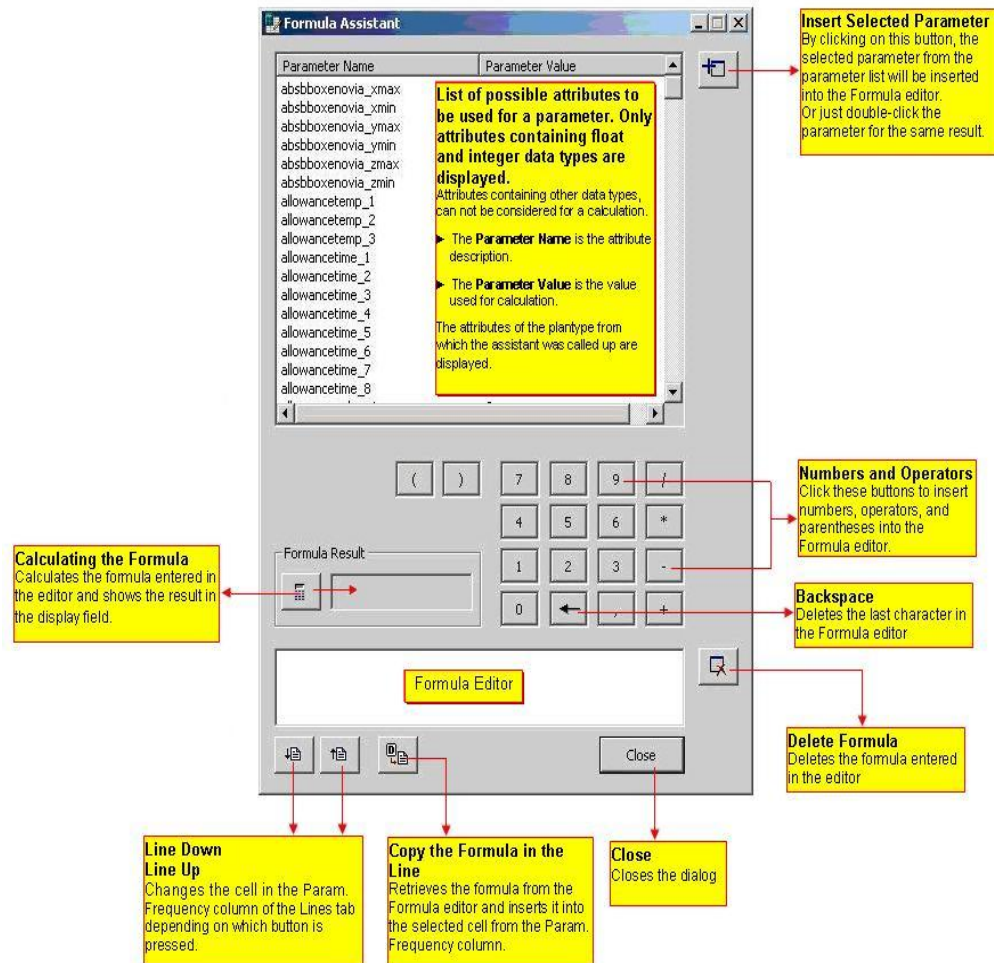 Formula Assistant
Parameter Name
Parameter Value
absbboxenovia_xmax
absbboxenovia_xmin
absbboxenovia_ymax
absbboxenovia_ymin
absbboxenovia_zmax
absbboxenovia_zmin
allowancetemp_1
allowancetemp_2
allowancetemp_3
allowancetime_1
allowancetime_2
allowancetime_3
allowancetime_4
allowancetime_5
allowancetime_6
allowancetime_7
allowancetime_8
List of possible attributes to
be used for a parameter. Only
attributes containing float
and integer data types are
displayed.
Attributes containing other data types,
can not be considered for a calculation.
► The Parameter Name is the attribute
description.
► The Parameter Value is the value
used for calculation.
The attributes of the plantype from
which the assistant was called up are
displayed.
Insert Selected Parameter
By clicking on this button, the
selected parameter from the
parameter list will be inserted
into the Formula editor.
Or just double-click the
parameter for the same result.
( ) 7 8 9 /
4 5 6 *
1 2 3 -
0 , +
Numbers and Operators
Click these buttons to insert
numbers, operators, and
parentheses into the
Formula editor.
Calculating the Formula
Calculates the formula entered in
the editor and shows the result in
the display field.
Formula Result
Backspace
Deletes the last character in
the Formula editor
Formula Editor
Delete Formula
Deletes the formula entered
in the editor
Close
Line Down
Line Up
Changes the cell in the Param.
Frequency column of the Lines tab
depending on which button is
pressed.
Copy the Formula in the
Line
Retrieves the formula from the
Formula editor and inserts it into
the selected cell from the Param.
Frequency column.
Close
Closes the dialog